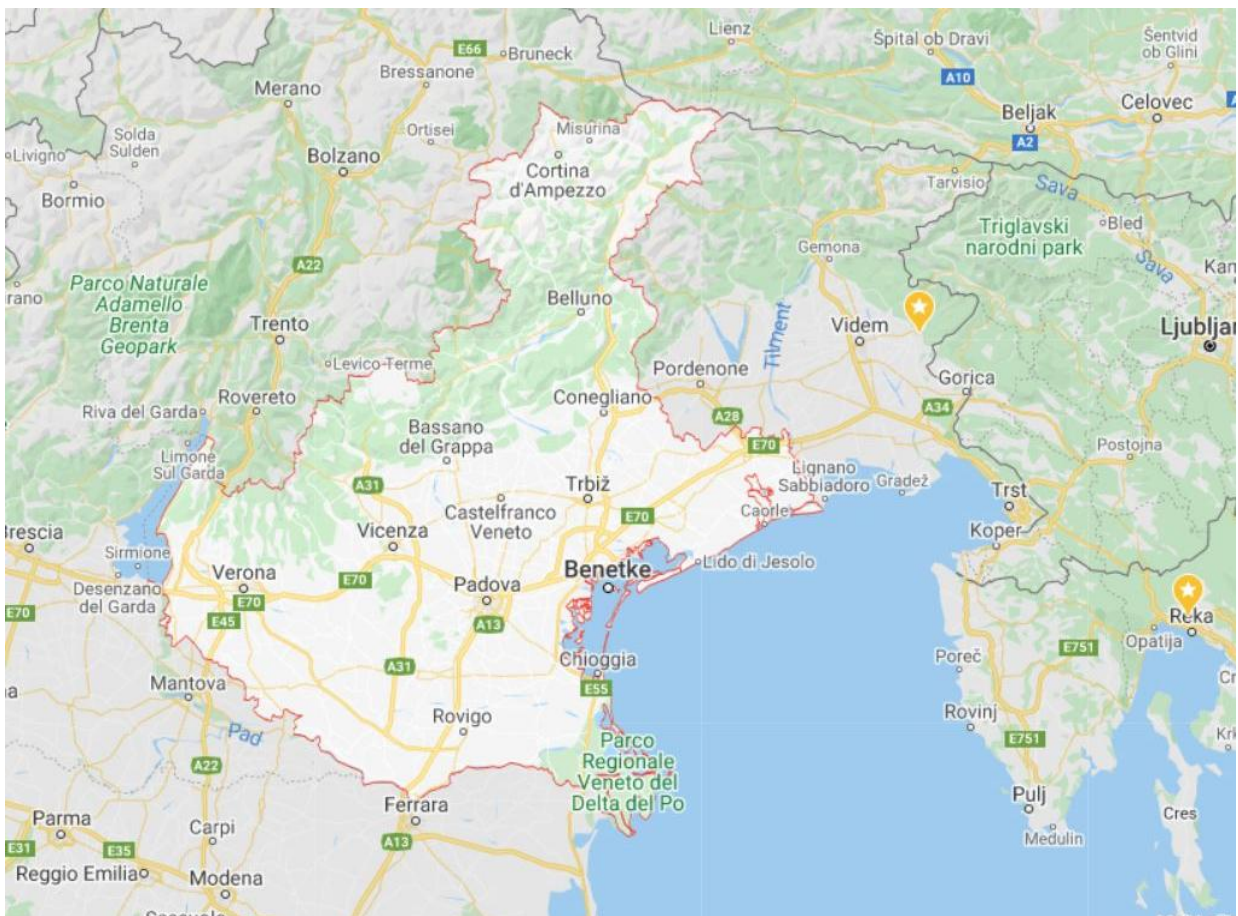 Lienz
Špital ob Dravi
Šentvid
ob Glini
E66
Bruneck
Bressanone
A10
Merano
Beljak
Celovec
Solda
Sulden
Ortisei
Misurina
A2
Livigno
Bolzano
Cortina
d'Ampezzo
Tarvisio
Sava
Bormio
Bled
Triglavski
narodni park
Gemona
A22
Sava
Parco Naturale
Adamello
Brenta
Geopark
Belluno
Trento
Videm
Ljubljan
Tilment
Levico Terme
Pordenone
Gorica
Rovereto
Conegliano
Riva del Garda
A28
A34
Bassano
del Grappa
E70
Postojna
Limone
Sul Garda
Lignano
Sabbiadoro
Gradež
A31
Trbiž
Trst
Castelfranco
Veneto
E70
Caorle
Vicenza
Koper
Brescia
Sirmione
Lido di Jesolo
Verona
E70
Padova
Benetke
Desenzano
del Garda
E70
E70
A13
E45
Reka
Opatija
E751
Chioggia
Poreč
A31
E55
Mantova
Rovigo
Rovinj
Pad
E751
Parco
Regionale
Veneto del
Delta del Po
A22
Pulj
Ferrara
Cres
Parma
Carpi
A13
Medulin
E31
E35
Reggio Emilia
Modena